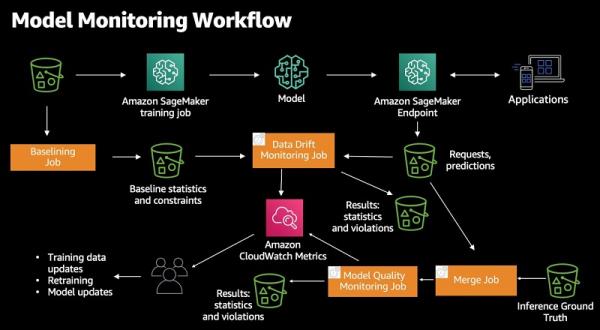 Model Monitoring Workflow
Amazon SageMaker
training job
Model
Amazon SageMaker
Endpoint
Applications
Baselining
Job
Baseline statistics
and constraints
Data Drift
Monitoring Job
Requests,
predictions
Results:
statistics
and violations
Amazon
CloudWatch Metrics
• Training data
updates
• Retraining
• Model updates
Results:
statistics
and violations
Model Quality
Monitoring Job
Merge Job
Inference Ground
Truth